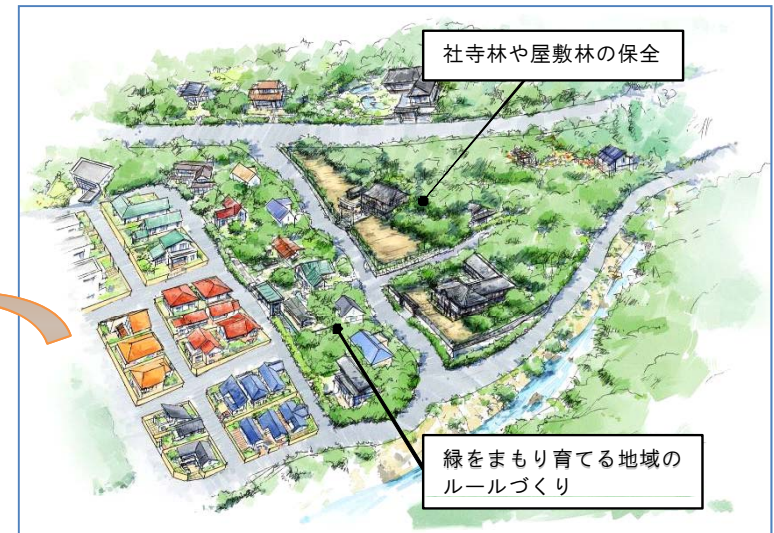 社寺林や屋敷林の保全
緑をまもり育てる地域の
ルールづくり